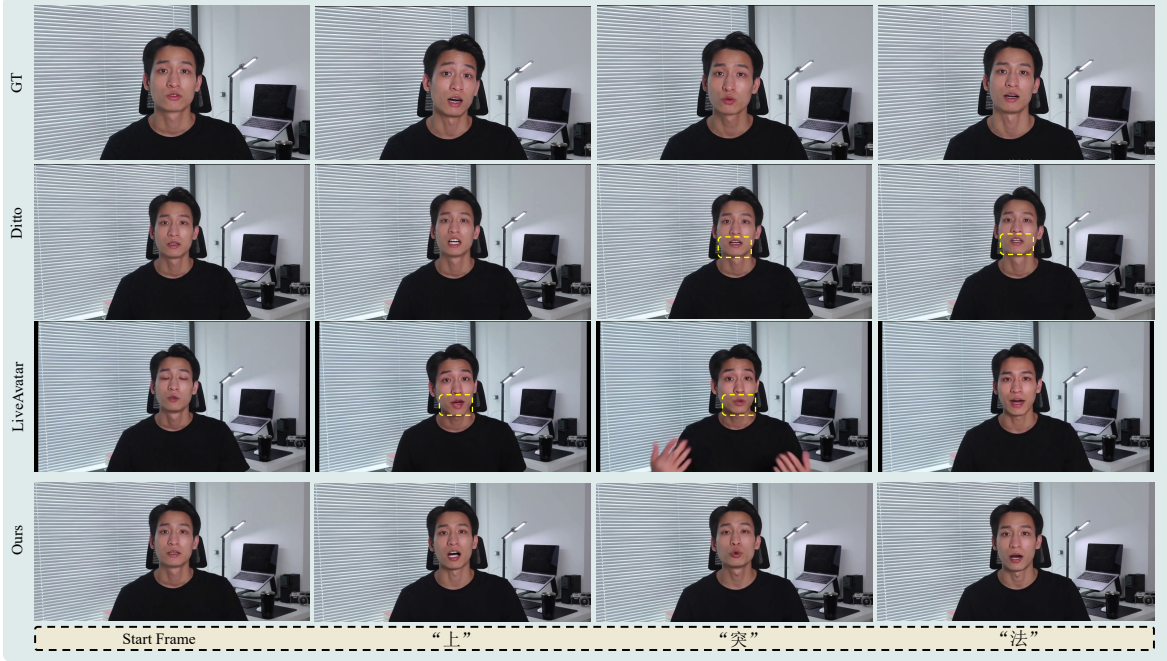 GT
Ditto
LiveAvatar
Ours
Start Frame “上” “突” “法”